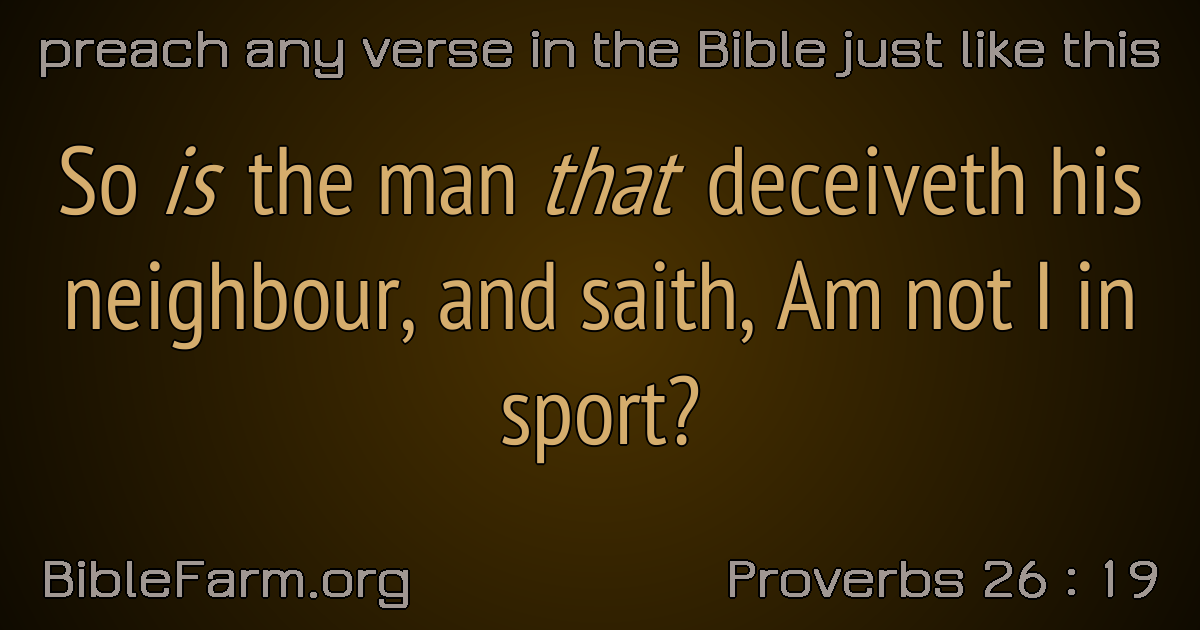 preach any verse in the Bible just like this
So is the man that deceiveth his
neighbour, and saith, Am not I in
sport?
BibleFarm.org
Proverbs 26 : 19